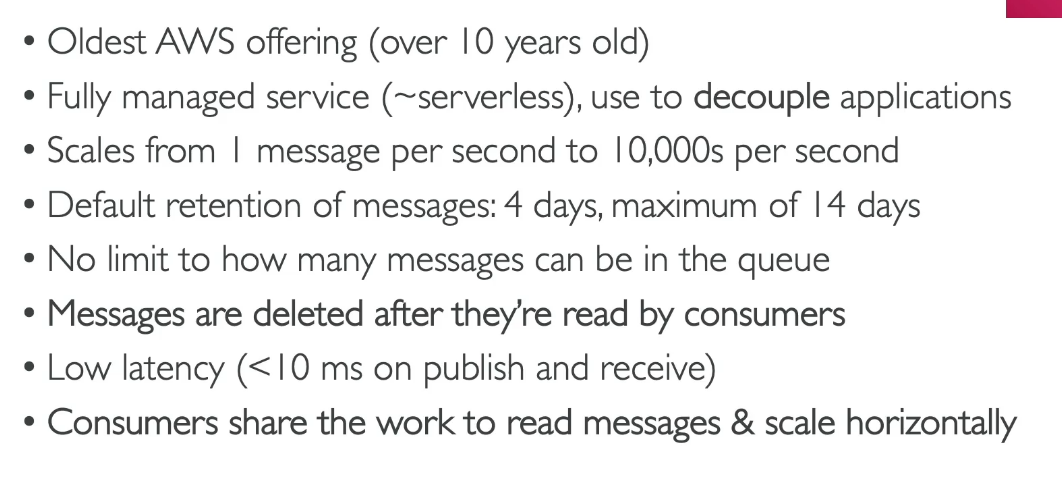 • Oldest AWS offering (over 10 years old)
• Fully managed service (~serverless), use to decouple applications
• Scales from 1 message per second to 10,000s per second
• Default retention of messages: 4 days, maximum of 14 days
• No limit to how many messages can be in the queue
• Messages are deleted after they're read by consumers
• Low latency (<10 ms on publish and receive)
• Consumers share the work to read messages & scale horizontally